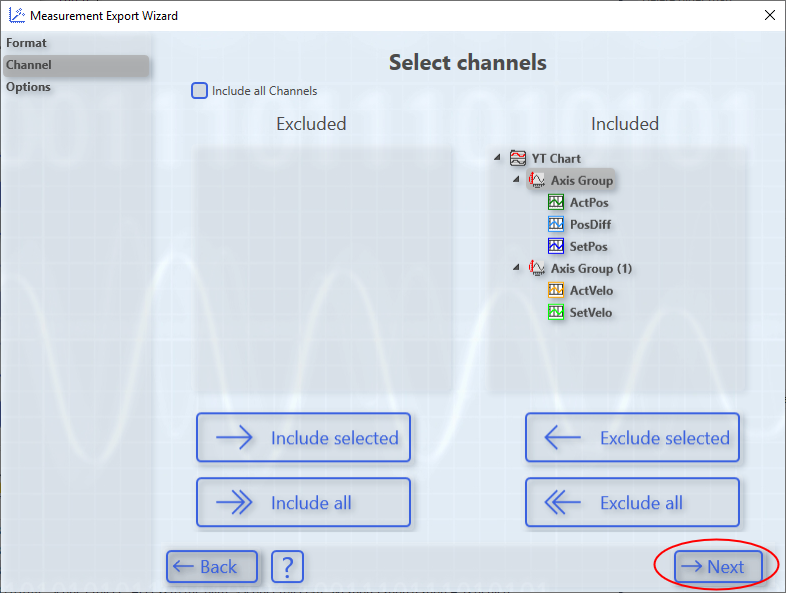 Measurement Export Wizard
Format
Channel
Options
Select channels
Include all Channels
Excluded
Included
YT Chart
Axis Group
ActPos
PosDiff
SetPos
Axis Group (1)
ActVelo
SetVelo
Include selected
Exclude selected
Include all
Exclude all
Back
?
Next